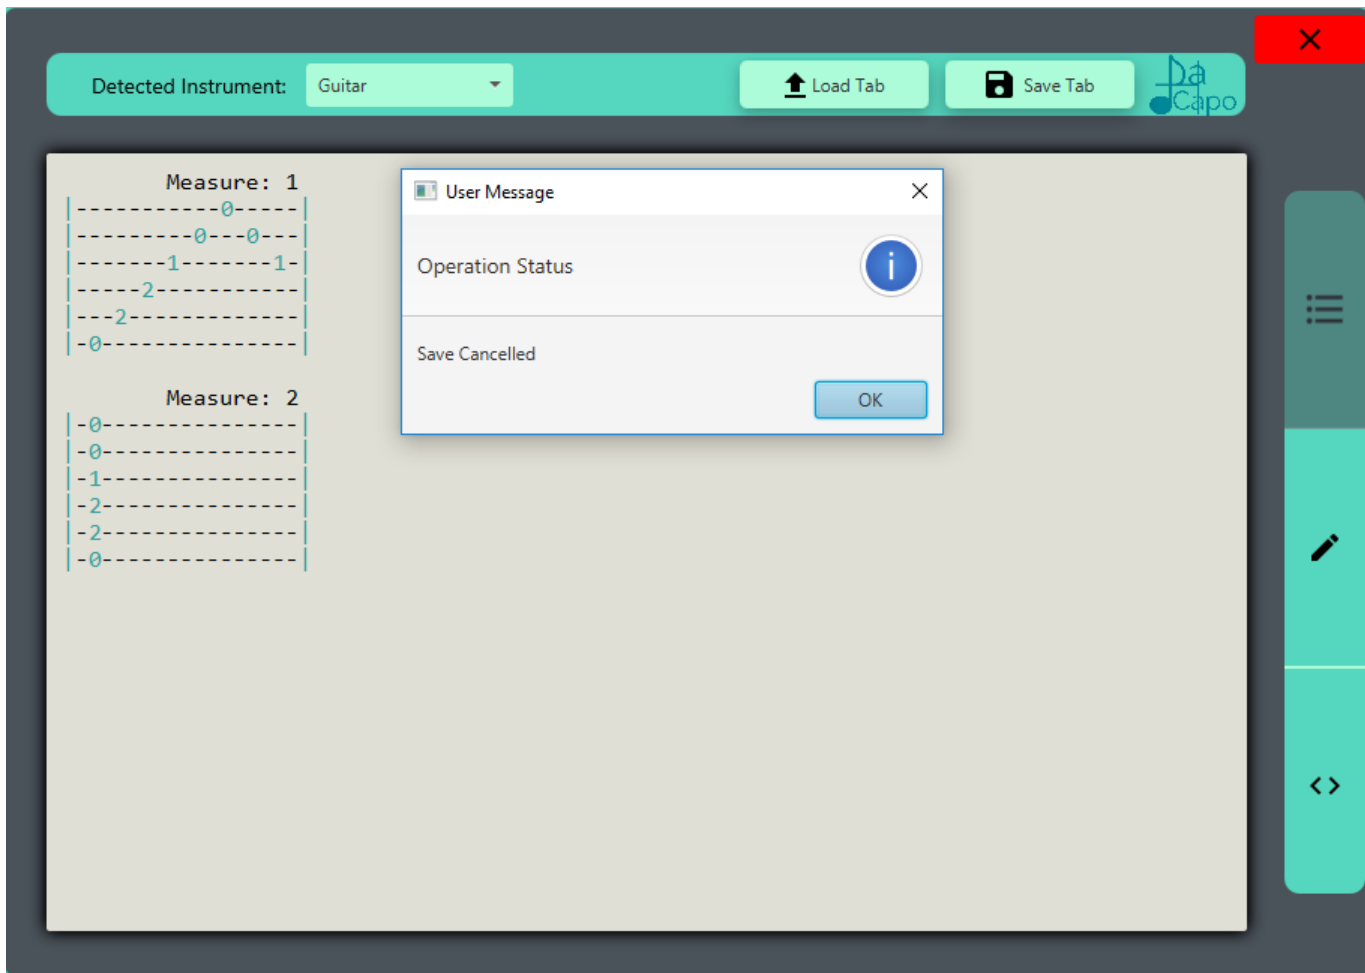 Detected Instrument: Guitar Load Tab Save Tab Da Capo
Measure: 1
|-----------0-----|
|---------0---0---|
|-------1-------1-|
|-----2-----------|
|---2-------------|
|-0---------------|
Measure: 2
|-0---------------|
|-0---------------|
|-1---------------|
|-2---------------|
|-2---------------|
|-0---------------|
User Message
Operation Status
Save Cancelled
OK